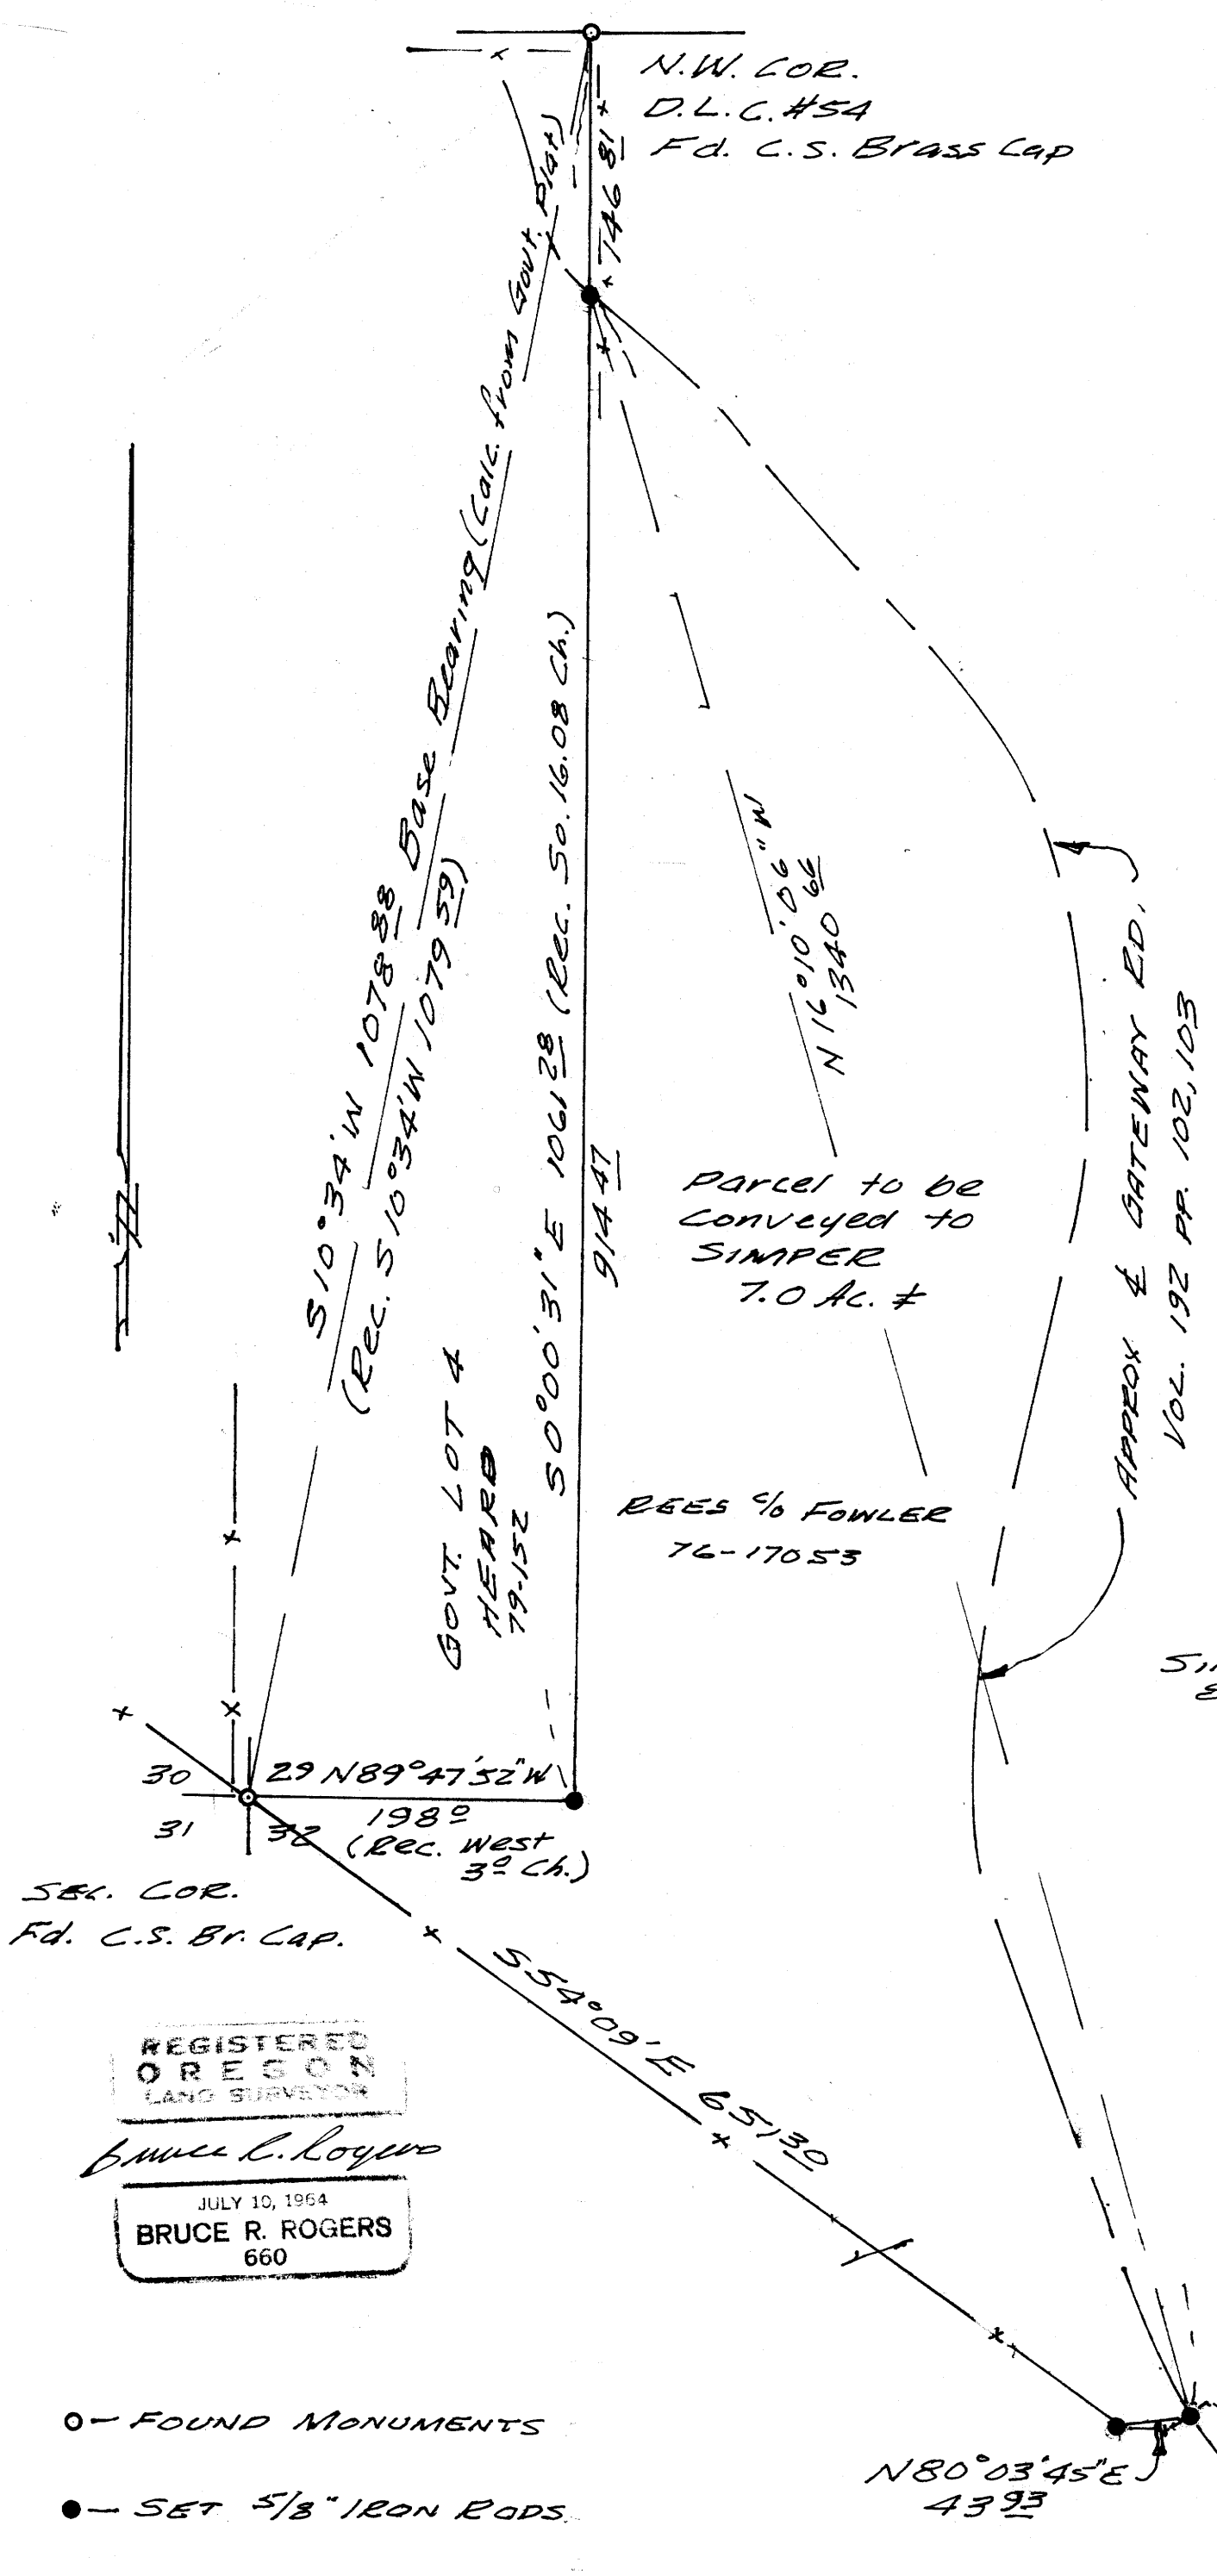 N.W. COR.
D.L.C. #54
Fd. C.S. Brass Cap
146 81
S10°34'W 1078 88 Base Bearing (Calc. from Govt. Plat)
(Rec. S10°34'W 1079 59)
S0°00'31"E 1061 28 (Rec. So. 16.08 Ch.)
914 47
N16°10'06"W
1340 66
APPROX ℄ GATEWAY RD.
VOL. 192 PP. 102,103
Parcel to be
Conveyed to
SIMPER
7.0 Ac. ±
GOVT. LOT 4
HEARD
79-152
REES c/o FOWLER
76-17053
30
29
N89°47'52"W
198 0
(Rec. West
3 0 Ch.)
31
32
SEC. COR.
Fd. C.S. Br. Cap.
S54°09'E 651 30
REGISTERED
OREGON
LAND SURVEYOR
Bruce R. Rogers
JULY 10, 1964
BRUCE R. ROGERS
660
O – FOUND MONUMENTS
● – SET 5/8" IRON RODS
N80°03'45"E
43 93